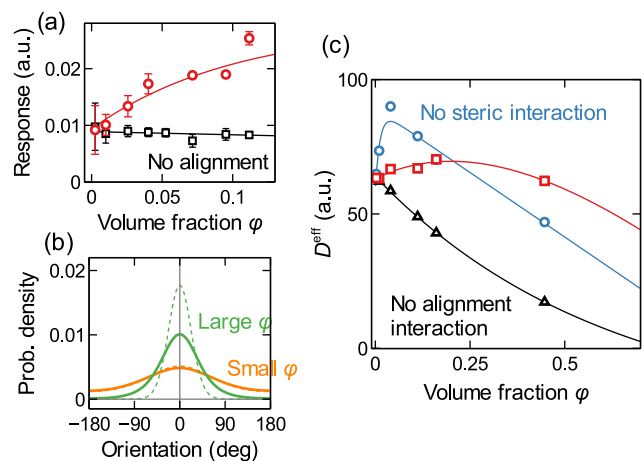 (a)
Response (a.u.)
0.02
0.01
0
No alignment
0
0.05
0.1
Volume fraction φ
(b)
Prob. density
0.02
0.01
0
Large φ
Small φ
−180
−90
0
90
180
Orientation (deg)
(c)
D^eff (a.u.)
100
50
0
No steric interaction
No alignment
interaction
0
0.25
0.5
Volume fraction φ